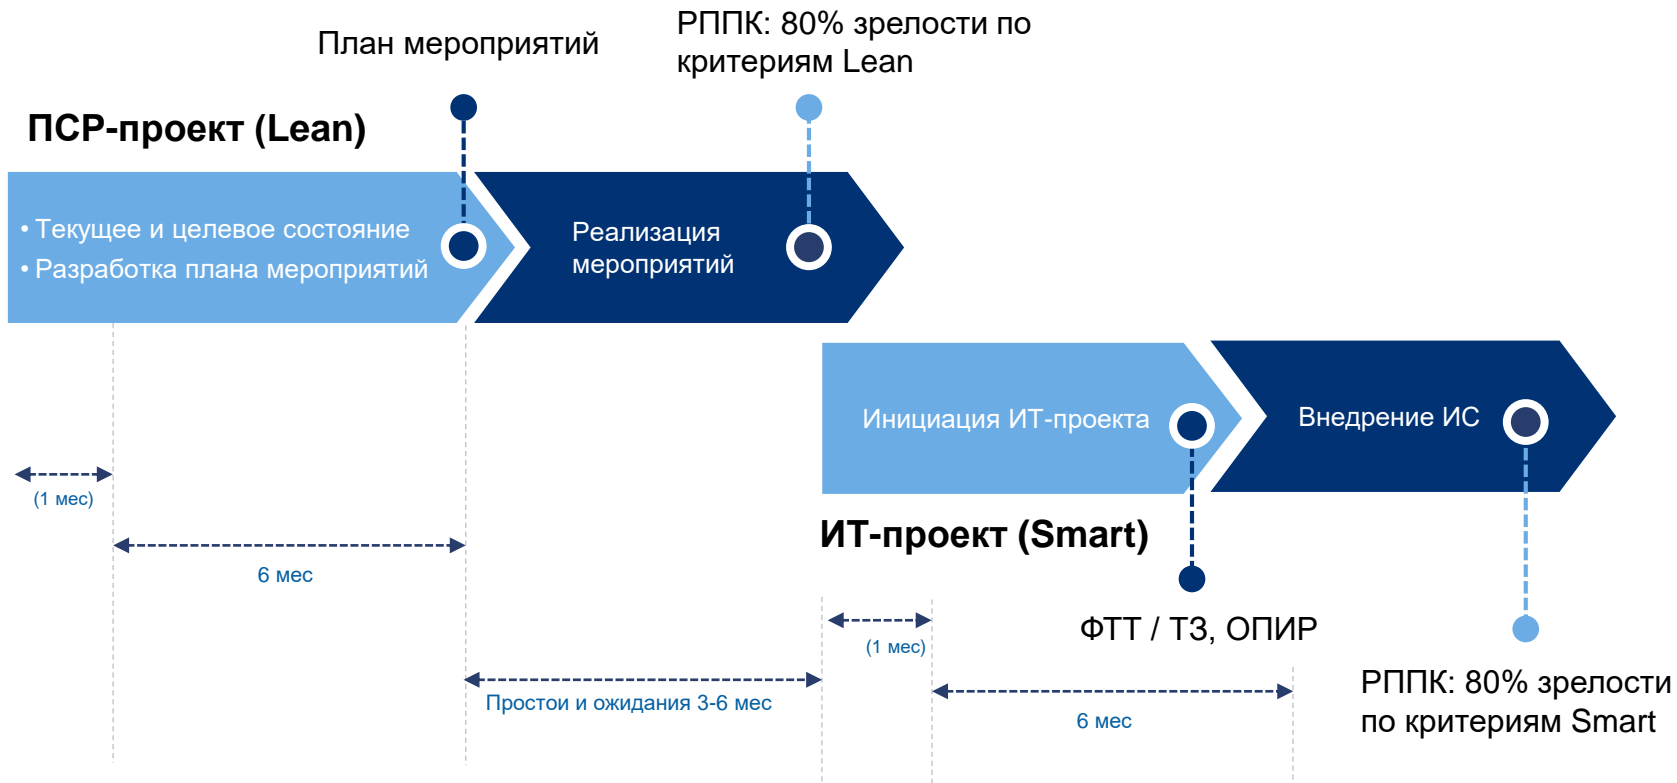 План мероприятий
РППК: 80% зрелости по
критериям Lean
ПСР-проект (Lean)
• Текущее и целевое состояние
• Разработка плана мероприятий
Реализация
мероприятий
Инициация ИТ-проекта
Внедрение ИС
(1 мес)
6 мес
ИТ-проект (Smart)
ФТТ / ТЗ, ОПИР
(1 мес)
Простои и ожидания 3-6 мес
6 мес
РППК: 80% зрелости
по критериям Smart